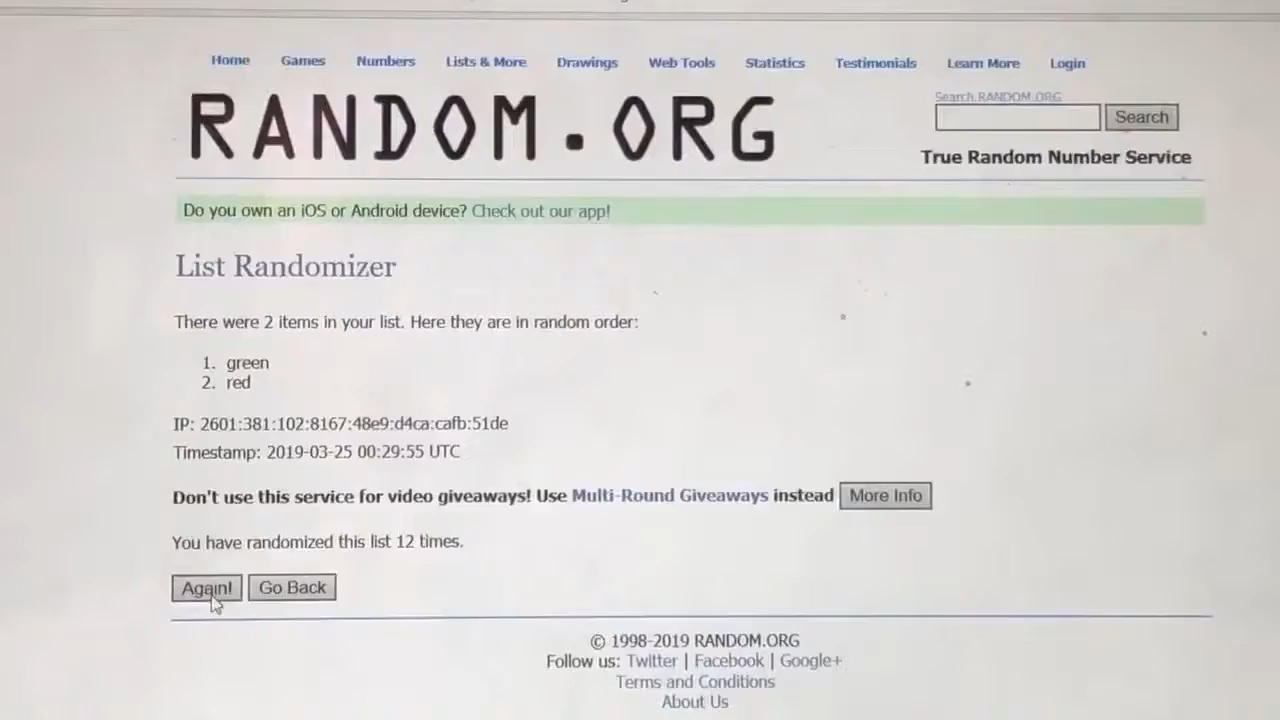 Home Games Numbers Lists & More Drawings Web Tools Statistics Testimonials Learn More Login
RANDOM.ORG
Search RANDOM.ORG
Search
True Random Number Service
Do you own an iOS or Android device? Check out our app!
List Randomizer
There were 2 items in your list. Here they are in random order:
1. green
2. red
IP: 2601:381:102:8167:48e9:d4ca:cafb:51de
Timestamp: 2019-03-25 00:29:55 UTC
Don't use this service for video giveaways! Use Multi-Round Giveaways instead More Info
You have randomized this list 12 times.
Again! Go Back
© 1998-2019 RANDOM.ORG
Follow us: Twitter | Facebook | Google+
Terms and Conditions
About Us